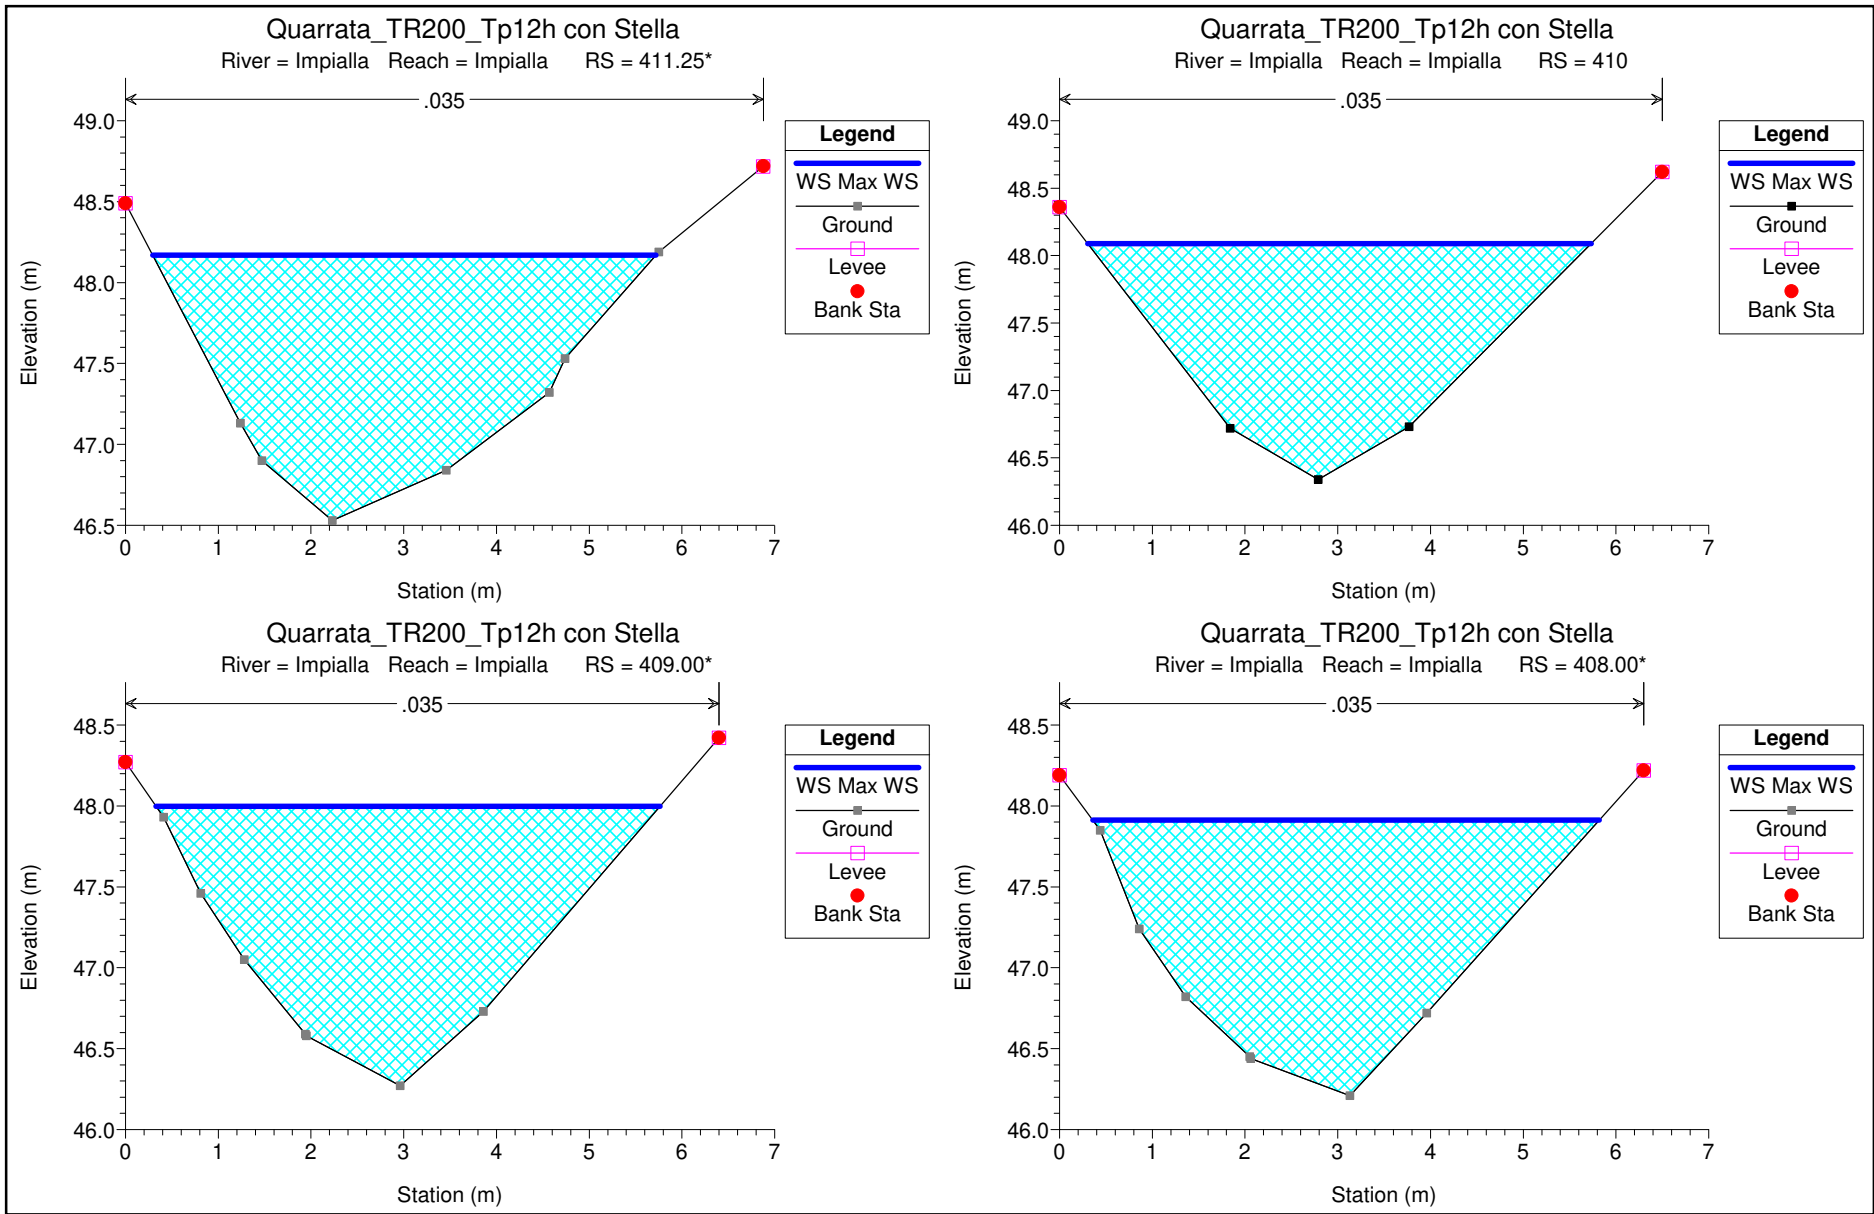 Quarrata_TR200_Tp12h con Stella
River = Impialla Reach = Impialla RS = 411.25*
.035
49.0
48.5
48.0
47.5
47.0
46.5
Elevation (m)
0 1 2 3 4 5 6 7
Station (m)
Legend
WS Max WS
Ground
Levee
Bank Sta
Quarrata_TR200_Tp12h con Stella
River = Impialla Reach = Impialla RS = 410
.035
49.0
48.5
48.0
47.5
47.0
46.5
46.0
Elevation (m)
0 1 2 3 4 5 6 7
Station (m)
Legend
WS Max WS
Ground
Levee
Bank Sta
Quarrata_TR200_Tp12h con Stella
River = Impialla Reach = Impialla RS = 409.00*
.035
48.5
48.0
47.5
47.0
46.5
46.0
Elevation (m)
0 1 2 3 4 5 6 7
Station (m)
Legend
WS Max WS
Ground
Levee
Bank Sta
Quarrata_TR200_Tp12h con Stella
River = Impialla Reach = Impialla RS = 408.00*
.035
48.5
48.0
47.5
47.0
46.5
46.0
Elevation (m)
0 1 2 3 4 5 6 7
Station (m)
Legend
WS Max WS
Ground
Levee
Bank Sta